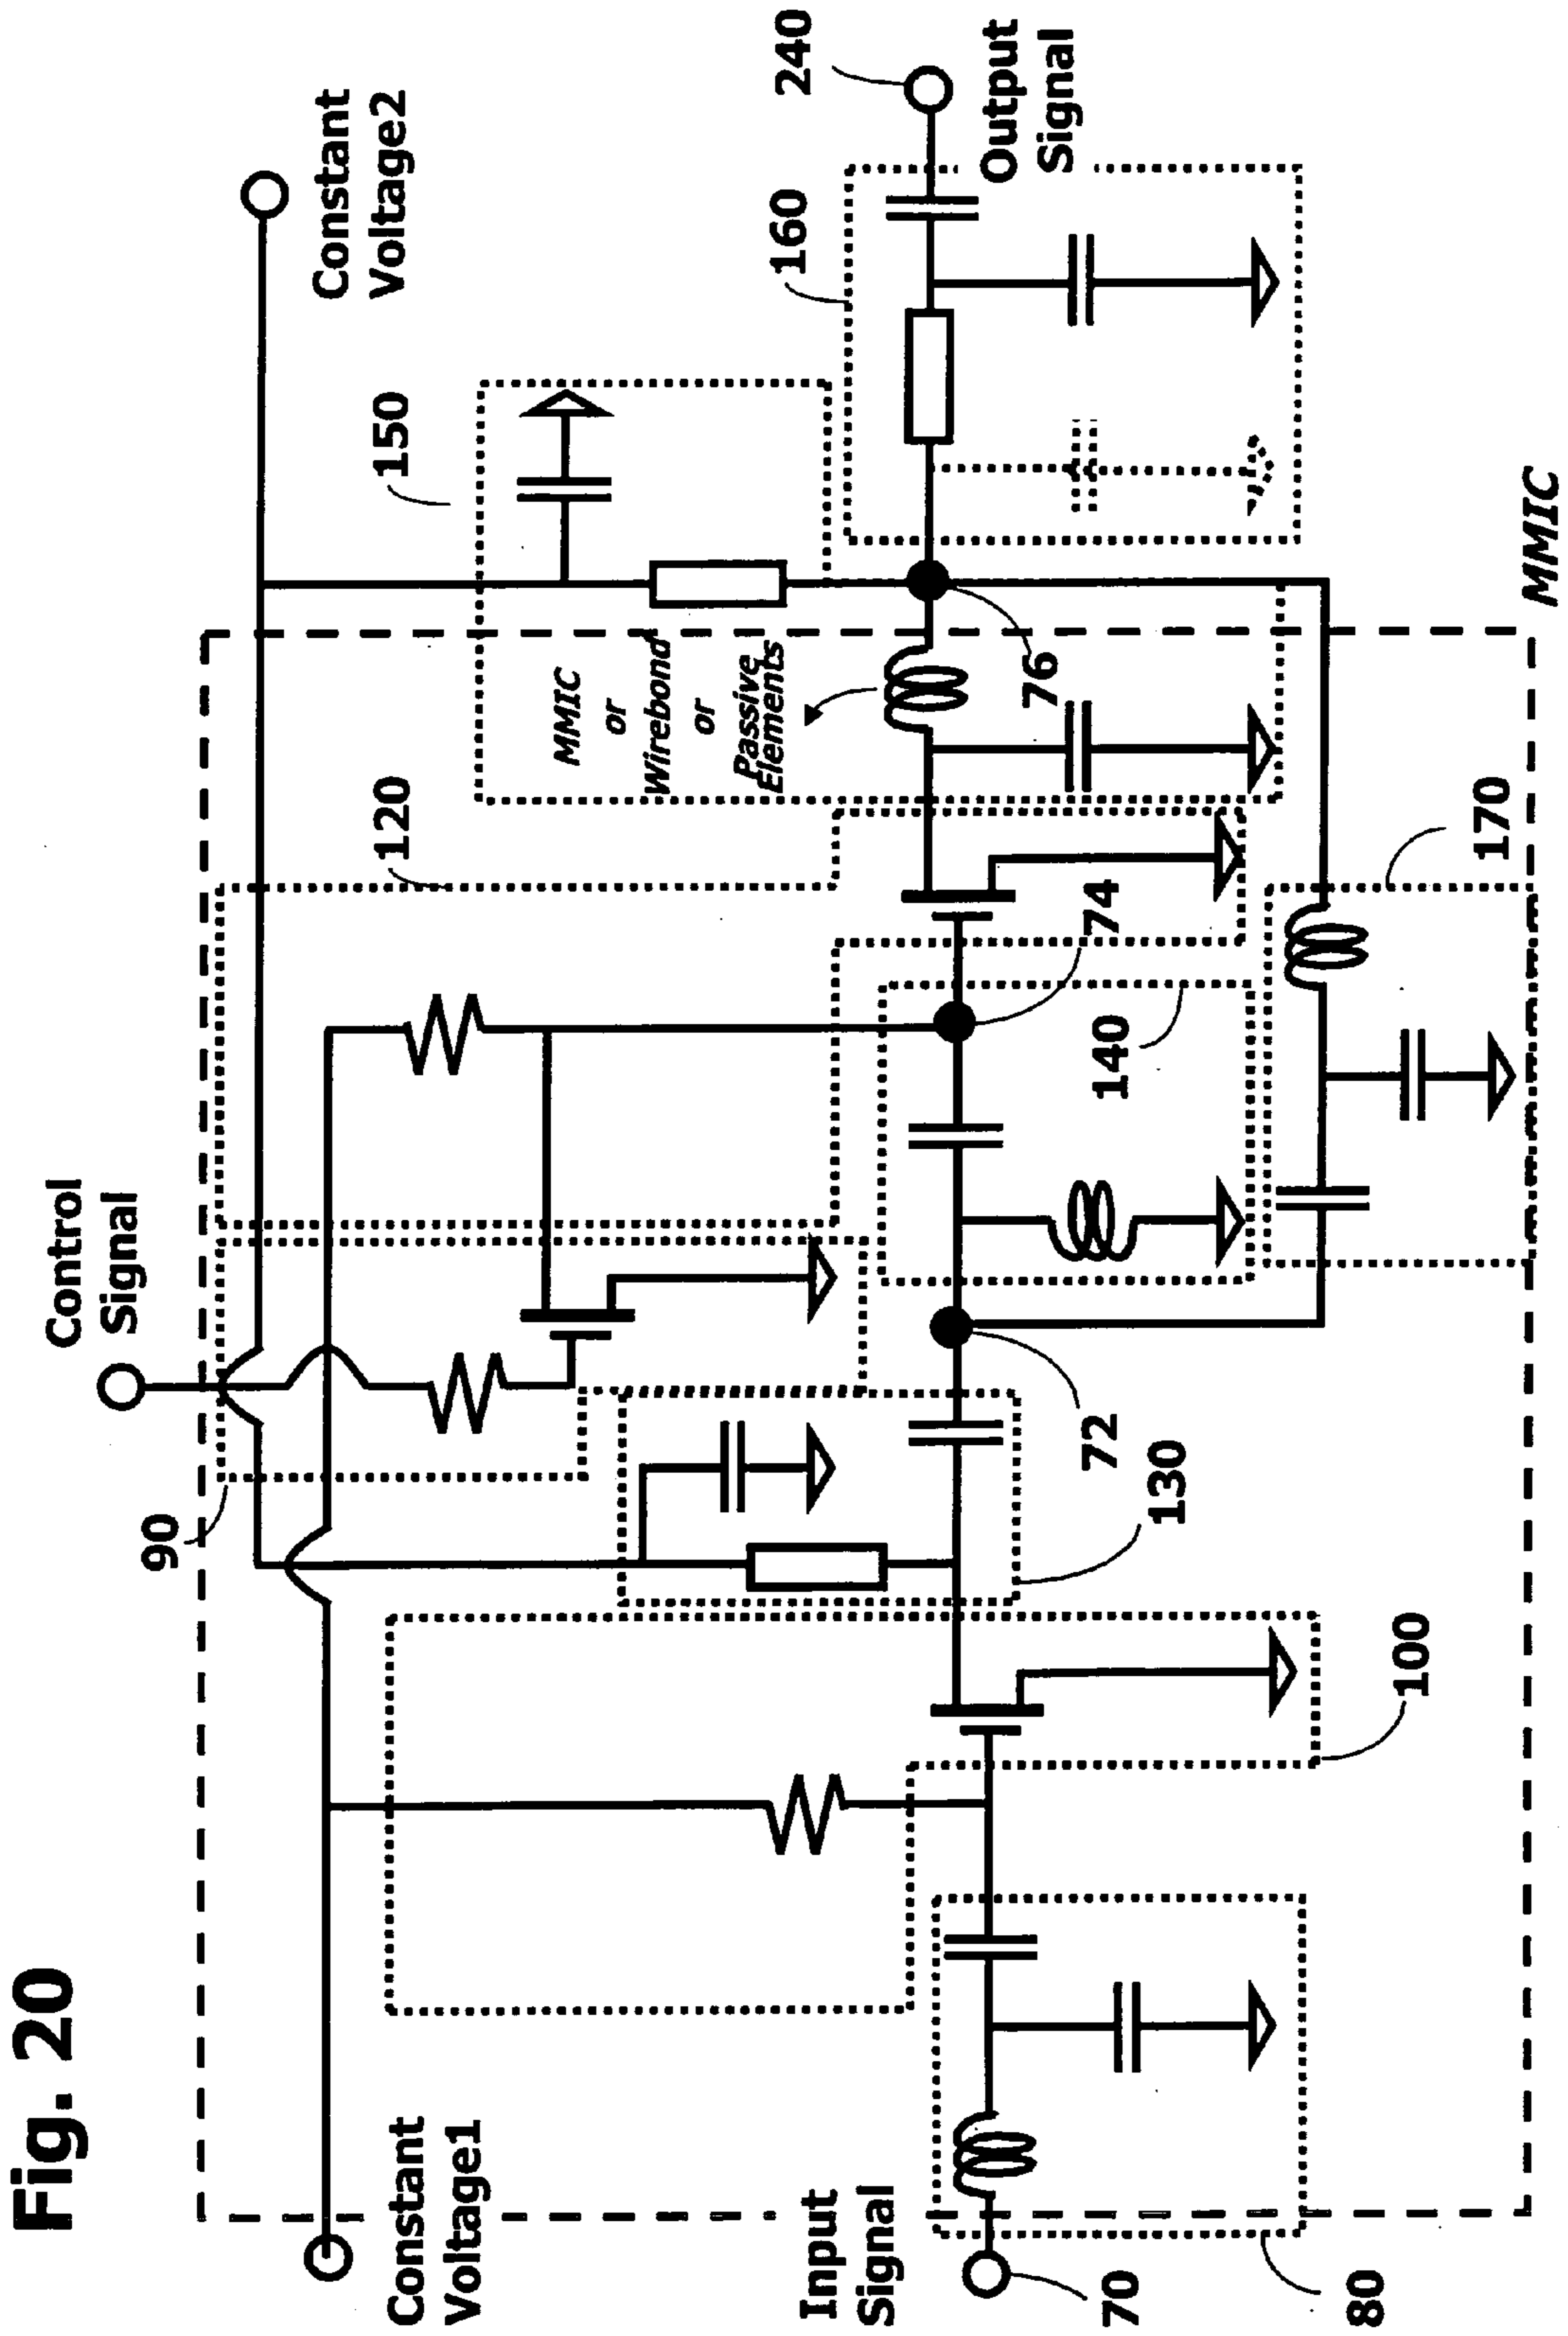 Fig. 20
Control
Signal
Constant
Voltage2
Constant
Voltage1
90
120
150
MMIC
or
Wirebond
or
Passive
Elements
160
240
Output
Signal
Input
Signal
70
80
100
130
72
140
74
76
170
MMIC